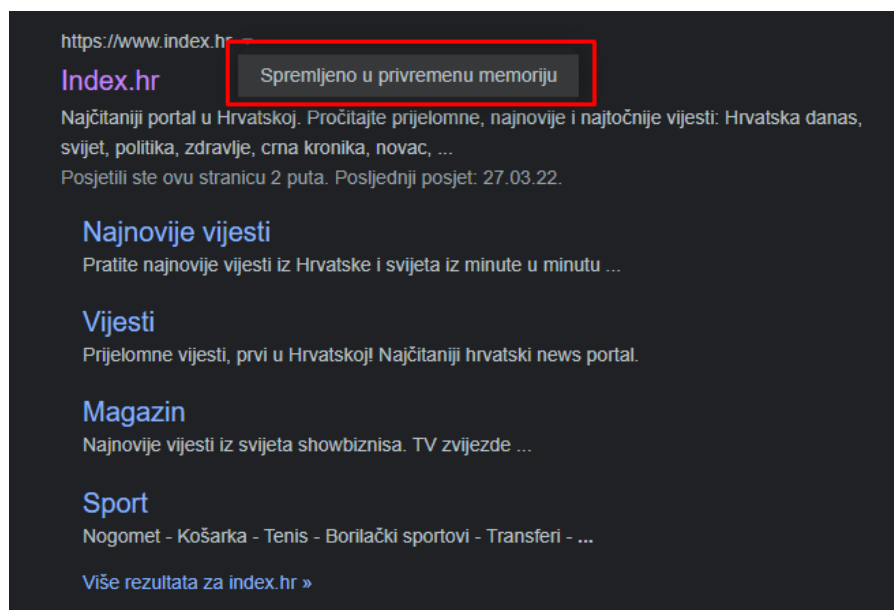 https://www.index.hr
Spremljeno u privremenu memoriju
Index.hr
Najčitaniji portal u Hrvatskoj. Pročitajte prijelomne, najnovije i najtočnije vijesti: Hrvatska danas,
svijet, politika, zdravlje, crna kronika, novac, ...
Posjetili ste ovu stranicu 2 puta. Posljednji posjet: 27.03.22.
Najnovije vijesti
Pratite najnovije vijesti iz Hrvatske i svijeta iz minute u minutu ...
Vijesti
Prijelomne vijesti, prvi u Hrvatskoj! Najčitaniji hrvatski news portal.
Magazin
Najnovije vijesti iz svijeta showbiznisa. TV zvijezde ...
Sport
Nogomet - Košarka - Tenis - Borilački sportovi - Transferi - ...
Više rezultata za index.hr »